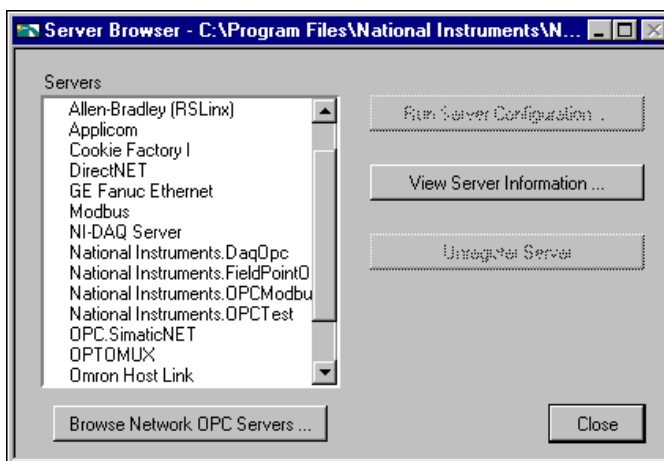 Server Browser - C:\Program Files\National Instruments\N...
Servers
Allen-Bradley (RSLinx)
Applicom
Cookie Factory I
DirectNET
GE Fanuc Ethernet
Modbus
NI-DAQ Server
National Instruments.DaqOpc
National Instruments.FieldPointO
National Instruments.OPCModbu
National Instruments.OPCTest
OPC.SimaticNET
OPTOMUX
Omron Host Link
Run Server Configuration ..
View Server Information ...
Unregister Server
Browse Network OPC Servers ...
Close